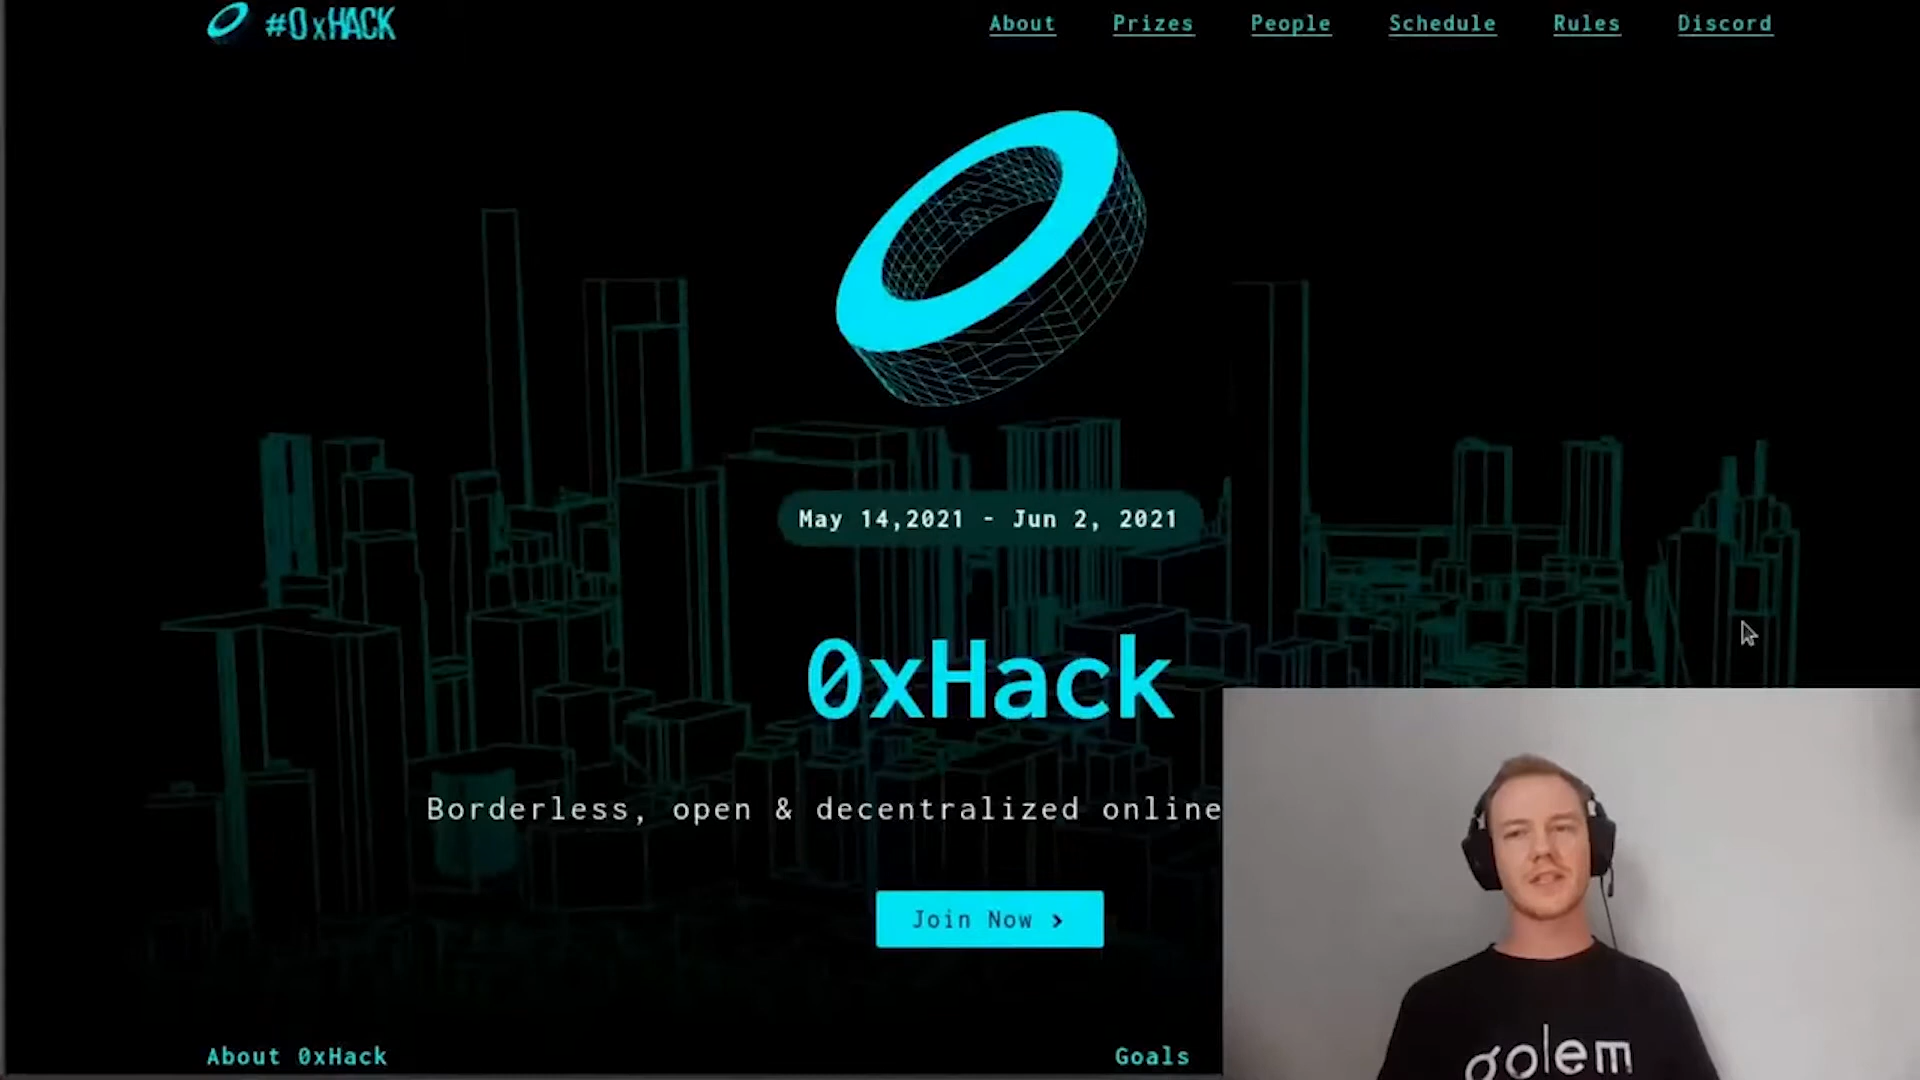 #0xHACK
About Prizes People Schedule Rules Discord
May 14,2021 - Jun 2, 2021
0xHack
Borderless, open & decentralized online
Join Now >
About 0xHack
Goals
golem